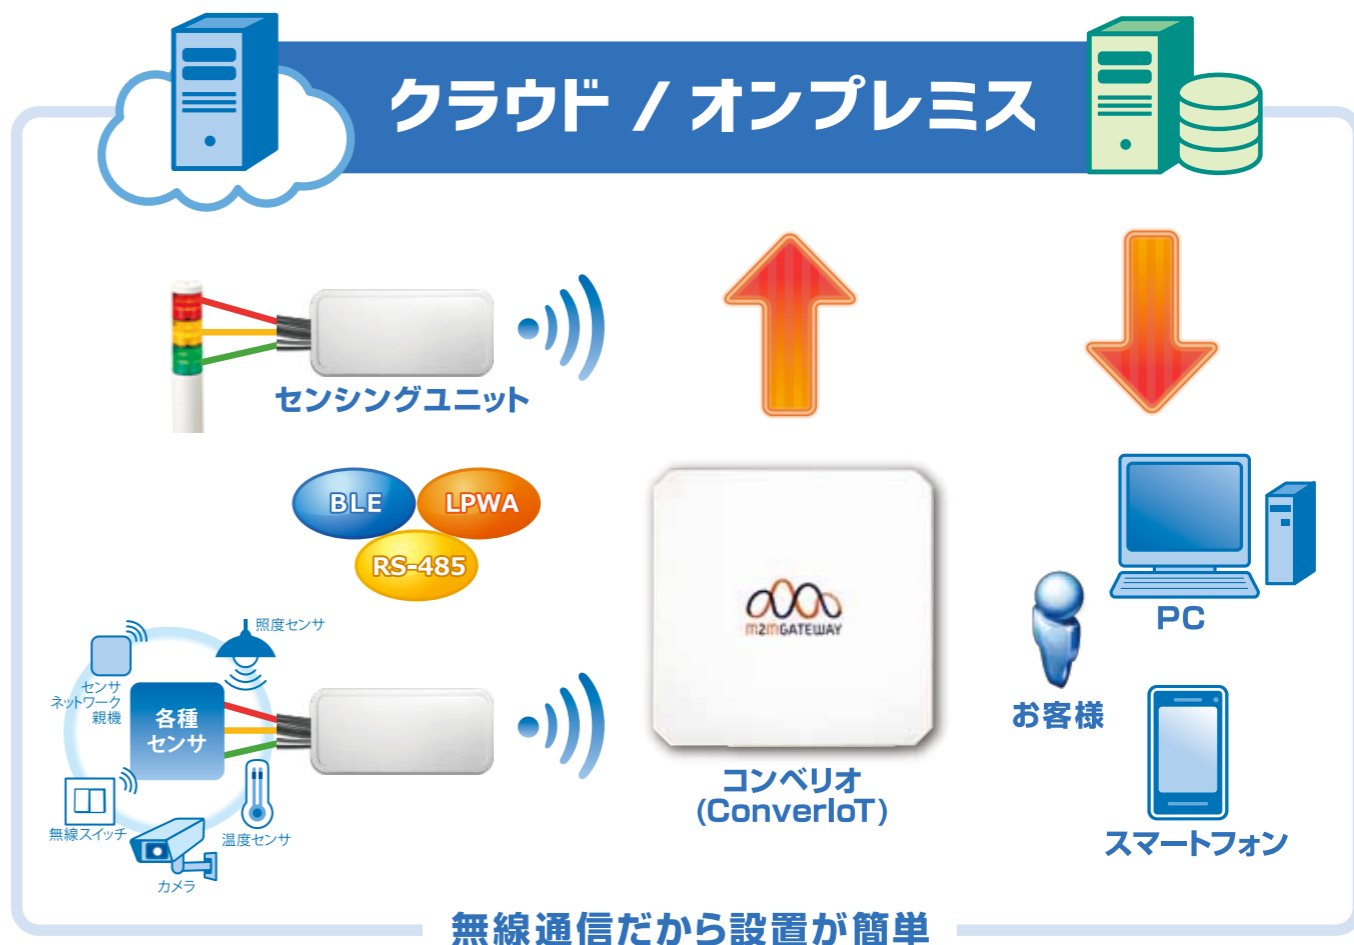 クラウド / オンプレミス
センシングユニット
BLE
LPWA
RS-485
照度センサ
センサ
ネットワーク
親機
各種
センサ
無線スイッチ
温度センサ
カメラ
m2mGATEWAY
コンベリオ
(ConverIoT)
お客様
PC
スマートフォン
無線通信だから設置が簡単